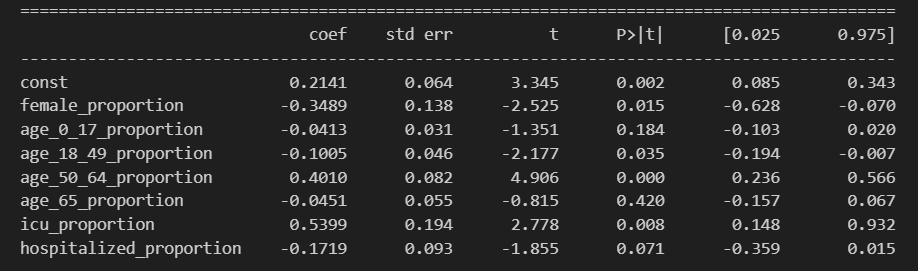 ==============================================================================================
coef std err t P>|t| [0.025 0.975]
----------------------------------------------------------------------------------------------
const 0.2141 0.064 3.345 0.002 0.085 0.343
female_proportion -0.3489 0.138 -2.525 0.015 -0.628 -0.070
age_0_17_proportion -0.0413 0.031 -1.351 0.184 -0.103 0.020
age_18_49_proportion -0.1005 0.046 -2.177 0.035 -0.194 -0.007
age_50_64_proportion 0.4010 0.082 4.906 0.000 0.236 0.566
age_65_proportion -0.0451 0.055 -0.815 0.420 -0.157 0.067
icu_proportion 0.5399 0.194 2.778 0.008 0.148 0.932
hospitalized_proportion -0.1719 0.093 -1.855 0.071 -0.359 0.015